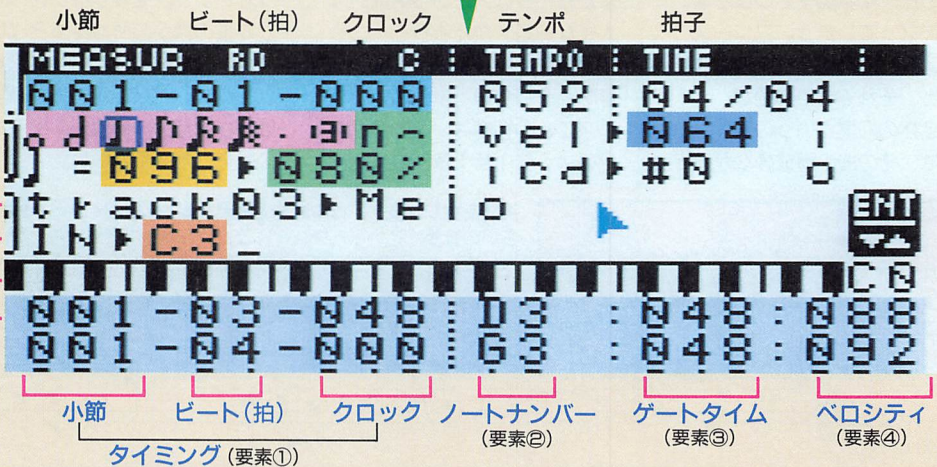 小節 ビート(拍) クロック テンポ 拍子
MEASUR RD C : TEMPO : TIME :
001-01-000 : 052 : 04/04
n vel▶064 i
♩ = 096▶080% icd▶#0 o
track03▶Melo
ENT
IN▶C3_
C0
001-03-048 : D3 : 048 : 088
001-04-000 : G3 : 048 : 092
小節 ビート(拍) クロック ノートナンバー ゲートタイム ベロシティ
(要素②) (要素③) (要素④)
タイミング(要素①)